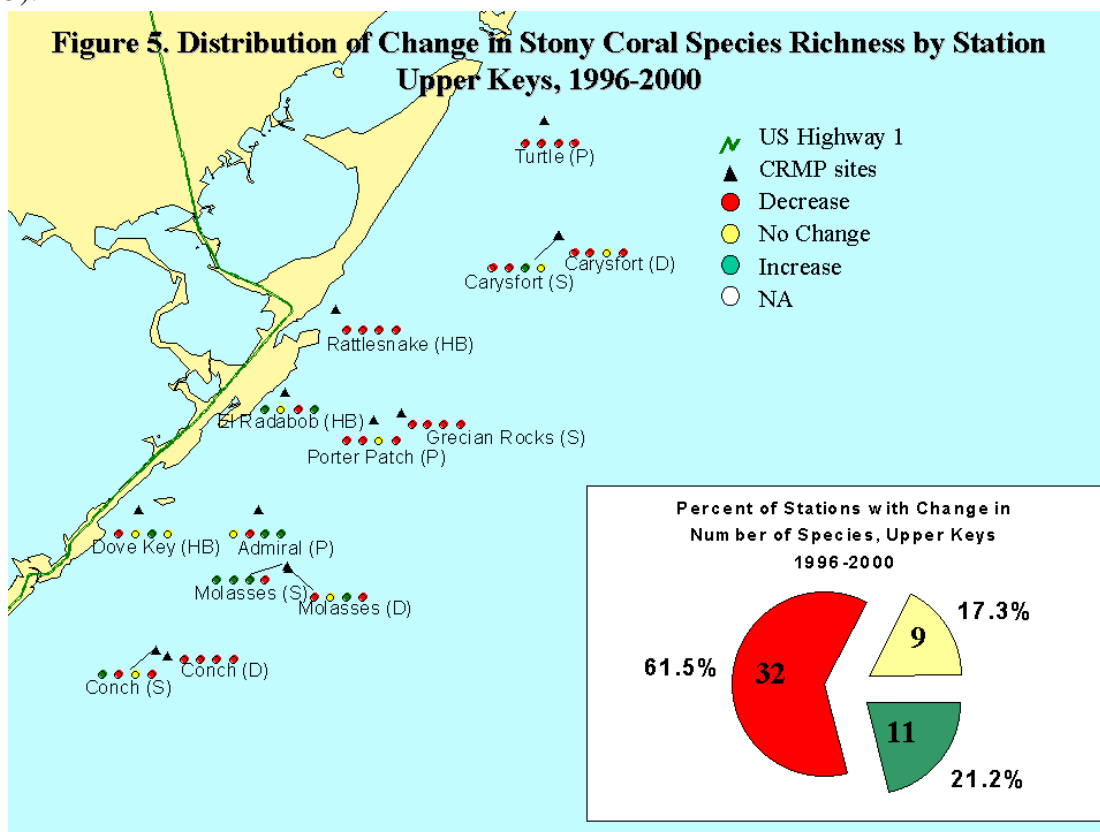 Figure 5. Distribution of Change in Stony Coral Species Richness by Station
Upper Keys, 1996-2000
US Highway 1
CRMP sites
Decrease
No Change
Increase
NA
Turtle (P)
Carysfort (D)
Carysfort (S)
Rattlesnake (HB)
El Radabob (HB)
Grecian Rocks (S)
Porter Patch (P)
Dove Key (HB)
Admiral (P)
Molasses (S)
Molasses (D)
Conch (D)
Conch (S)
Percent of Stations with Change in
Number of Species, Upper Keys
1996-2000
17.3%
9
61.5%
32
11
21.2%